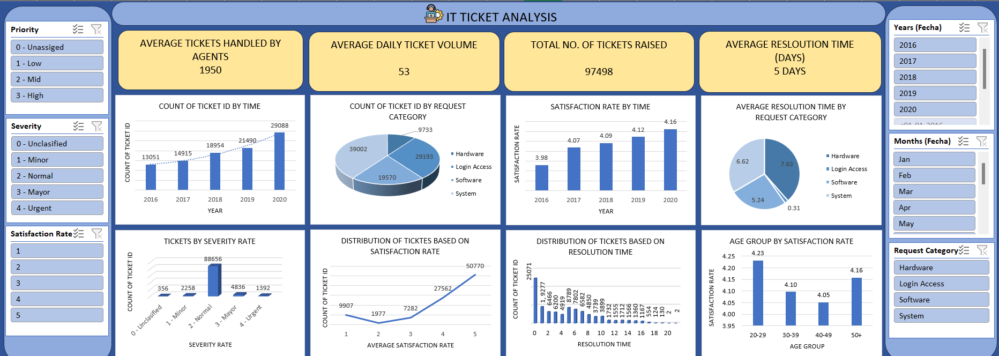 IT TICKET ANALYSIS
Priority
0 - Unassiged
1 - Low
2 - Mid
3 - High
Severity
0 - Unclasified
1 - Minor
2 - Normal
3 - Mayor
4 - Urgent
Satisfaction Rate
1
2
3
4
5
AVERAGE TICKETS HANDLED BY
AGENTS
1950
AVERAGE DAILY TICKET VOLUME
53
TOTAL NO. OF TICKETS RAISED
97498
AVERAGE RESLOUTION TIME
(DAYS)
5 DAYS
COUNT OF TICKET ID BY TIME
COUNT OF TICKET ID
13051
14915
18954
21490
29088
2016
2017
2018
2019
2020
YEAR
COUNT OF TICKET ID BY REQUEST
CATEGORY
9733
29193
19570
39002
Hardware
Login Access
Software
System
SATISFACTION RATE BY TIME
SATISFACTION RATE
3.98
4.07
4.09
4.12
4.16
2016
2017
2018
2019
2020
YEAR
AVERAGE RESOLUTION TIME BY
REQUEST CATEGORY
7.63
0.31
5.24
6.62
Hardware
Login Access
Software
System
TICKETS BY SEVERITY RATE
COUNT OF TICKET ID
356
2258
88656
4836
1392
0 - Unclassified
1 - Minor
2 - Normal
3 - Mayor
4 - Urgent
SEVERITY RATE
DISTRIBUTION OF TICKTES BASED ON
SATISFACTION RATE
COUNT OF TICKET ID
9907
1977
7282
27562
50770
1
2
3
4
5
AVERAGE SATISFACTION RATE
DISTRIBUTION OF TICKETS BASED ON
RESOLUTION TIME
COUNT OF TICKET ID
25071
1, 9277
6466
6200
4919
8789
7802
6582
4850
3739
3899
1732
1555
1712
1566
1360
1167
554
124
130
2
2
0
2
4
6
8
10
12
14
16
18
20
RESOLUTION TIME
AGE GROUP BY SATISFACTION RATE
SATISFACTION RATE
4.25
4.20
4.15
4.10
4.05
4.00
3.95
4.23
4.10
4.05
4.16
20-29
30-39
40-49
50+
AGE GROUP
Years (Fecha)
2016
2017
2018
2019
2020
<01-01-2016
Months (Fecha)
Jan
Feb
Mar
Apr
May
Request Category
Hardware
Login Access
Software
System